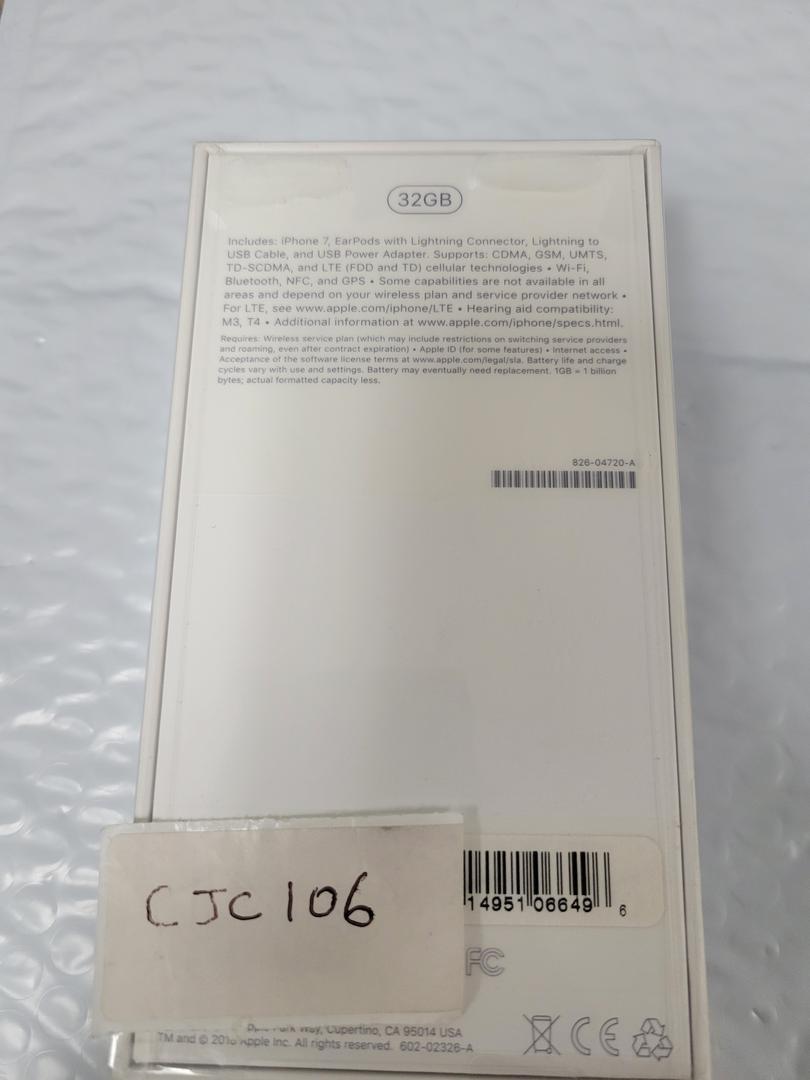 32GB
Includes: iPhone 7, EarPods with Lightning Connector, Lightning to
USB Cable, and USB Power Adapter. Supports: CDMA, GSM, UMTS,
TD-SCDMA, and LTE (FDD and TD) cellular technologies • Wi-Fi,
Bluetooth, NFC, and GPS • Some capabilities are not available in all
areas and depend on your wireless plan and service provider network •
For LTE, see www.apple.com/iphone/LTE • Hearing aid compatibility:
M3, T4 • Additional information at www.apple.com/iphone/specs.html.
Requires: Wireless service plan (which may include restrictions on switching service providers
and roaming, even after contract expiration) • Apple ID (for some features) • Internet access •
Acceptance of the software license terms at www.apple.com/legal/sla. Battery life and charge
cycles vary with use and settings. Battery may eventually need replacement. 1GB = 1 billion
bytes; actual formatted capacity less.
826-04720-A
CJC106
14951 06649 6
FC
Park Way, Cupertino, CA 95014 USA
TM and © Apple Inc. All rights reserved. 602-02326-A
CE